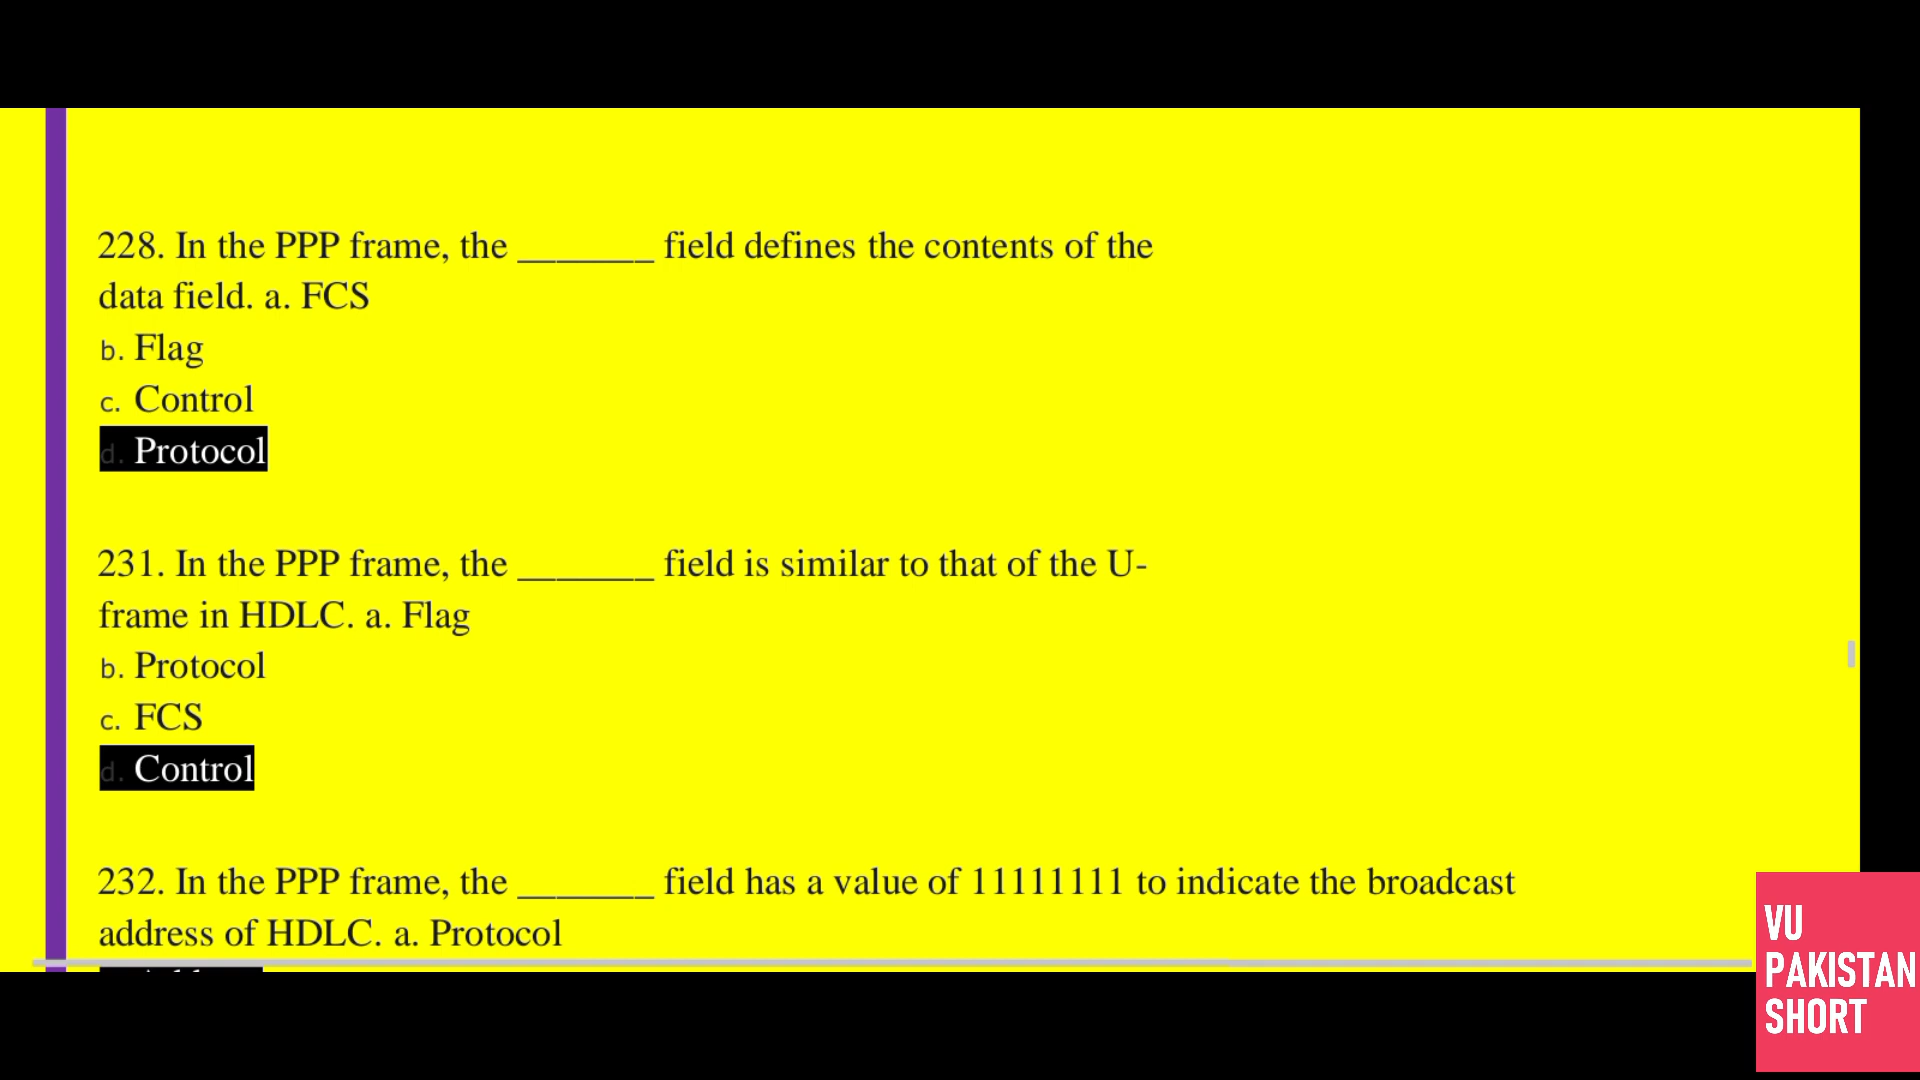 228. In the PPP frame, the _______ field defines the contents of the
data field. a. FCS
b. Flag
c. Control
d. Protocol
231. In the PPP frame, the _______ field is similar to that of the U-
frame in HDLC. a. Flag
b. Protocol
c. FCS
d. Control
232. In the PPP frame, the _______ field has a value of 11111111 to indicate the broadcast
address of HDLC. a. Protocol
VU
PAKISTAN
SHORT